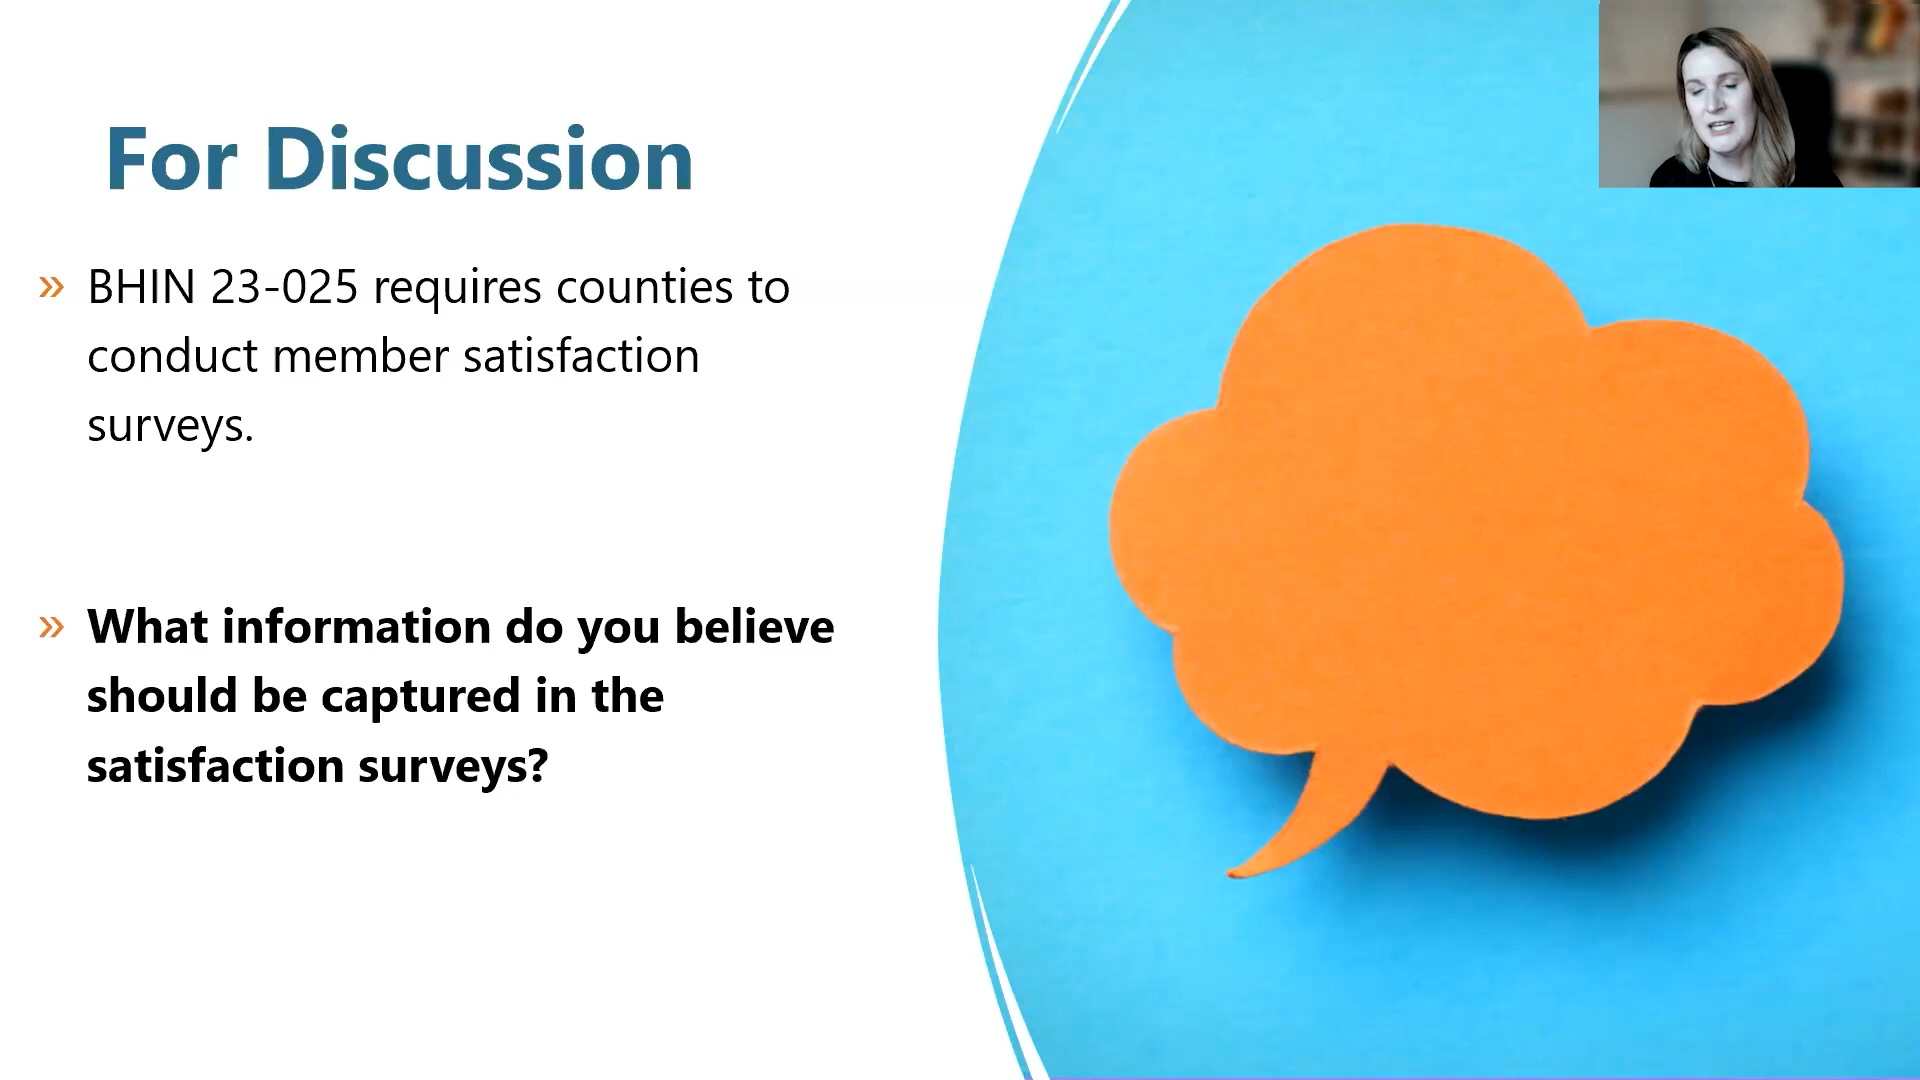 For Discussion
» BHIN 23-025 requires counties to
conduct member satisfaction
surveys.
» What information do you believe
should be captured in the
satisfaction surveys?